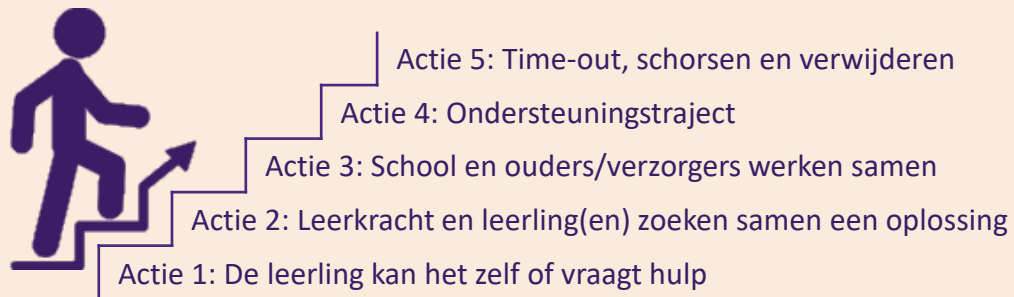 Actie 5: Time-out, schorsen en verwijderen
Actie 4: Ondersteuningstraject
Actie 3: School en ouders/verzorgers werken samen
Actie 2: Leerkracht en leerling(en) zoeken samen een oplossing
Actie 1: De leerling kan het zelf of vraagt hulp